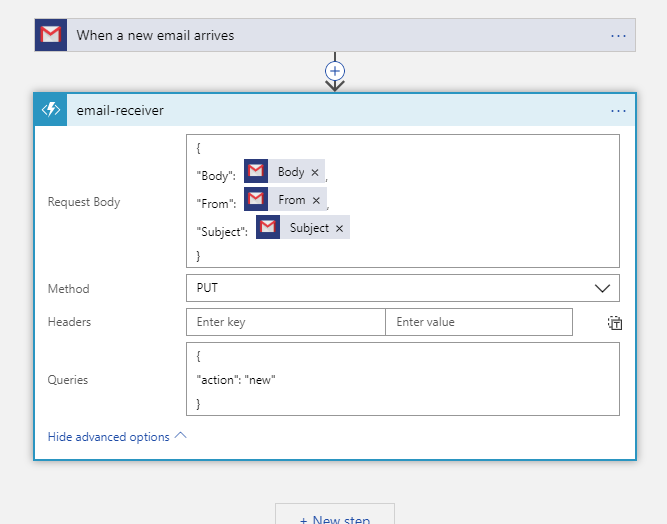 When a new email arrives ...
email-receiver ...
Request Body
{
"Body": Body ×,
"From": From ×,
"Subject": Subject ×
}
Method PUT
Headers Enter key Enter value
Queries
{
"action": "new"
}
Hide advanced options
+ New step